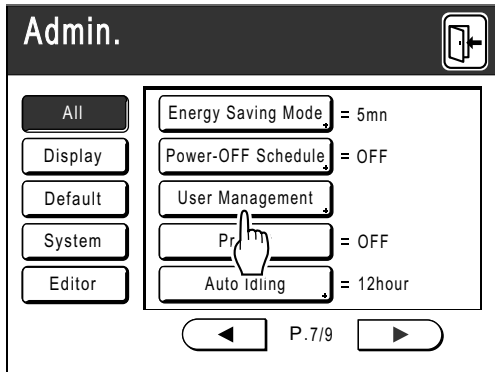 Admin.
All
Energy Saving Mode = 5mn
Display
Power-OFF Schedule = OFF
Default
User Management
System
= OFF
Editor
Auto Idling = 12hour
P.7/9